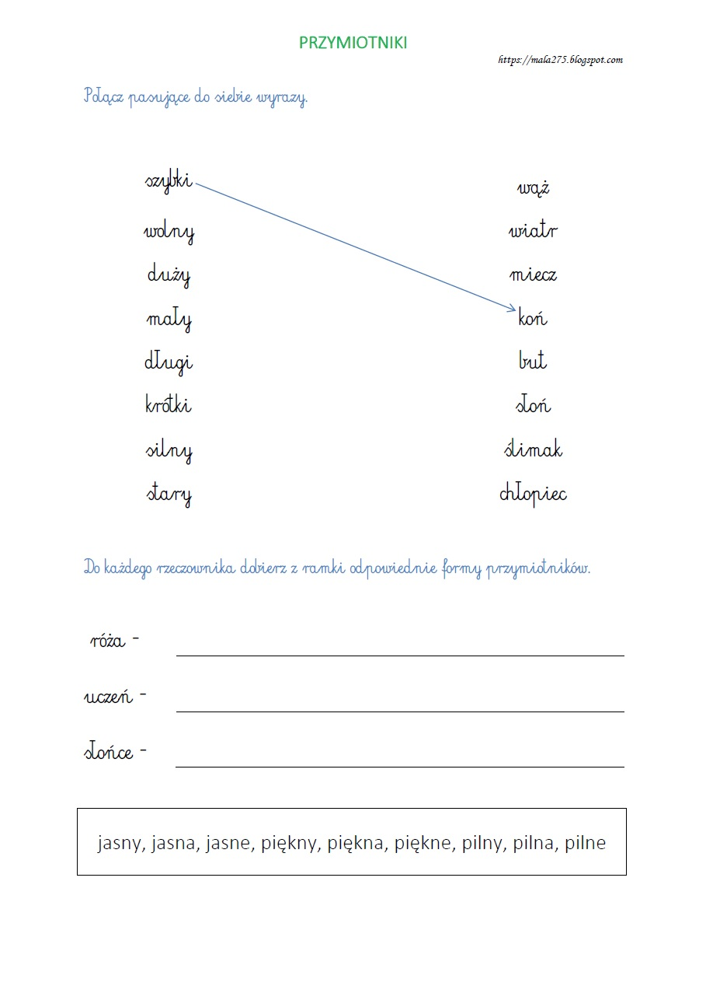 PRZYMIOTNIKI
https://mala275.blogspot.com
Połącz pasujące do siebie wyrazy.
szybki wąż
wolny wiatr
duży miecz
mały koń
długi but
krótki słoń
silny ślimak
stary chłopiec
Do każdego rzeczownika dobierz z ramki odpowiednie formy przymiotników.
róża -
uczeń -
słońce -
jasny, jasna, jasne, piękny, piękna, piękne, pilny, pilna, pilne